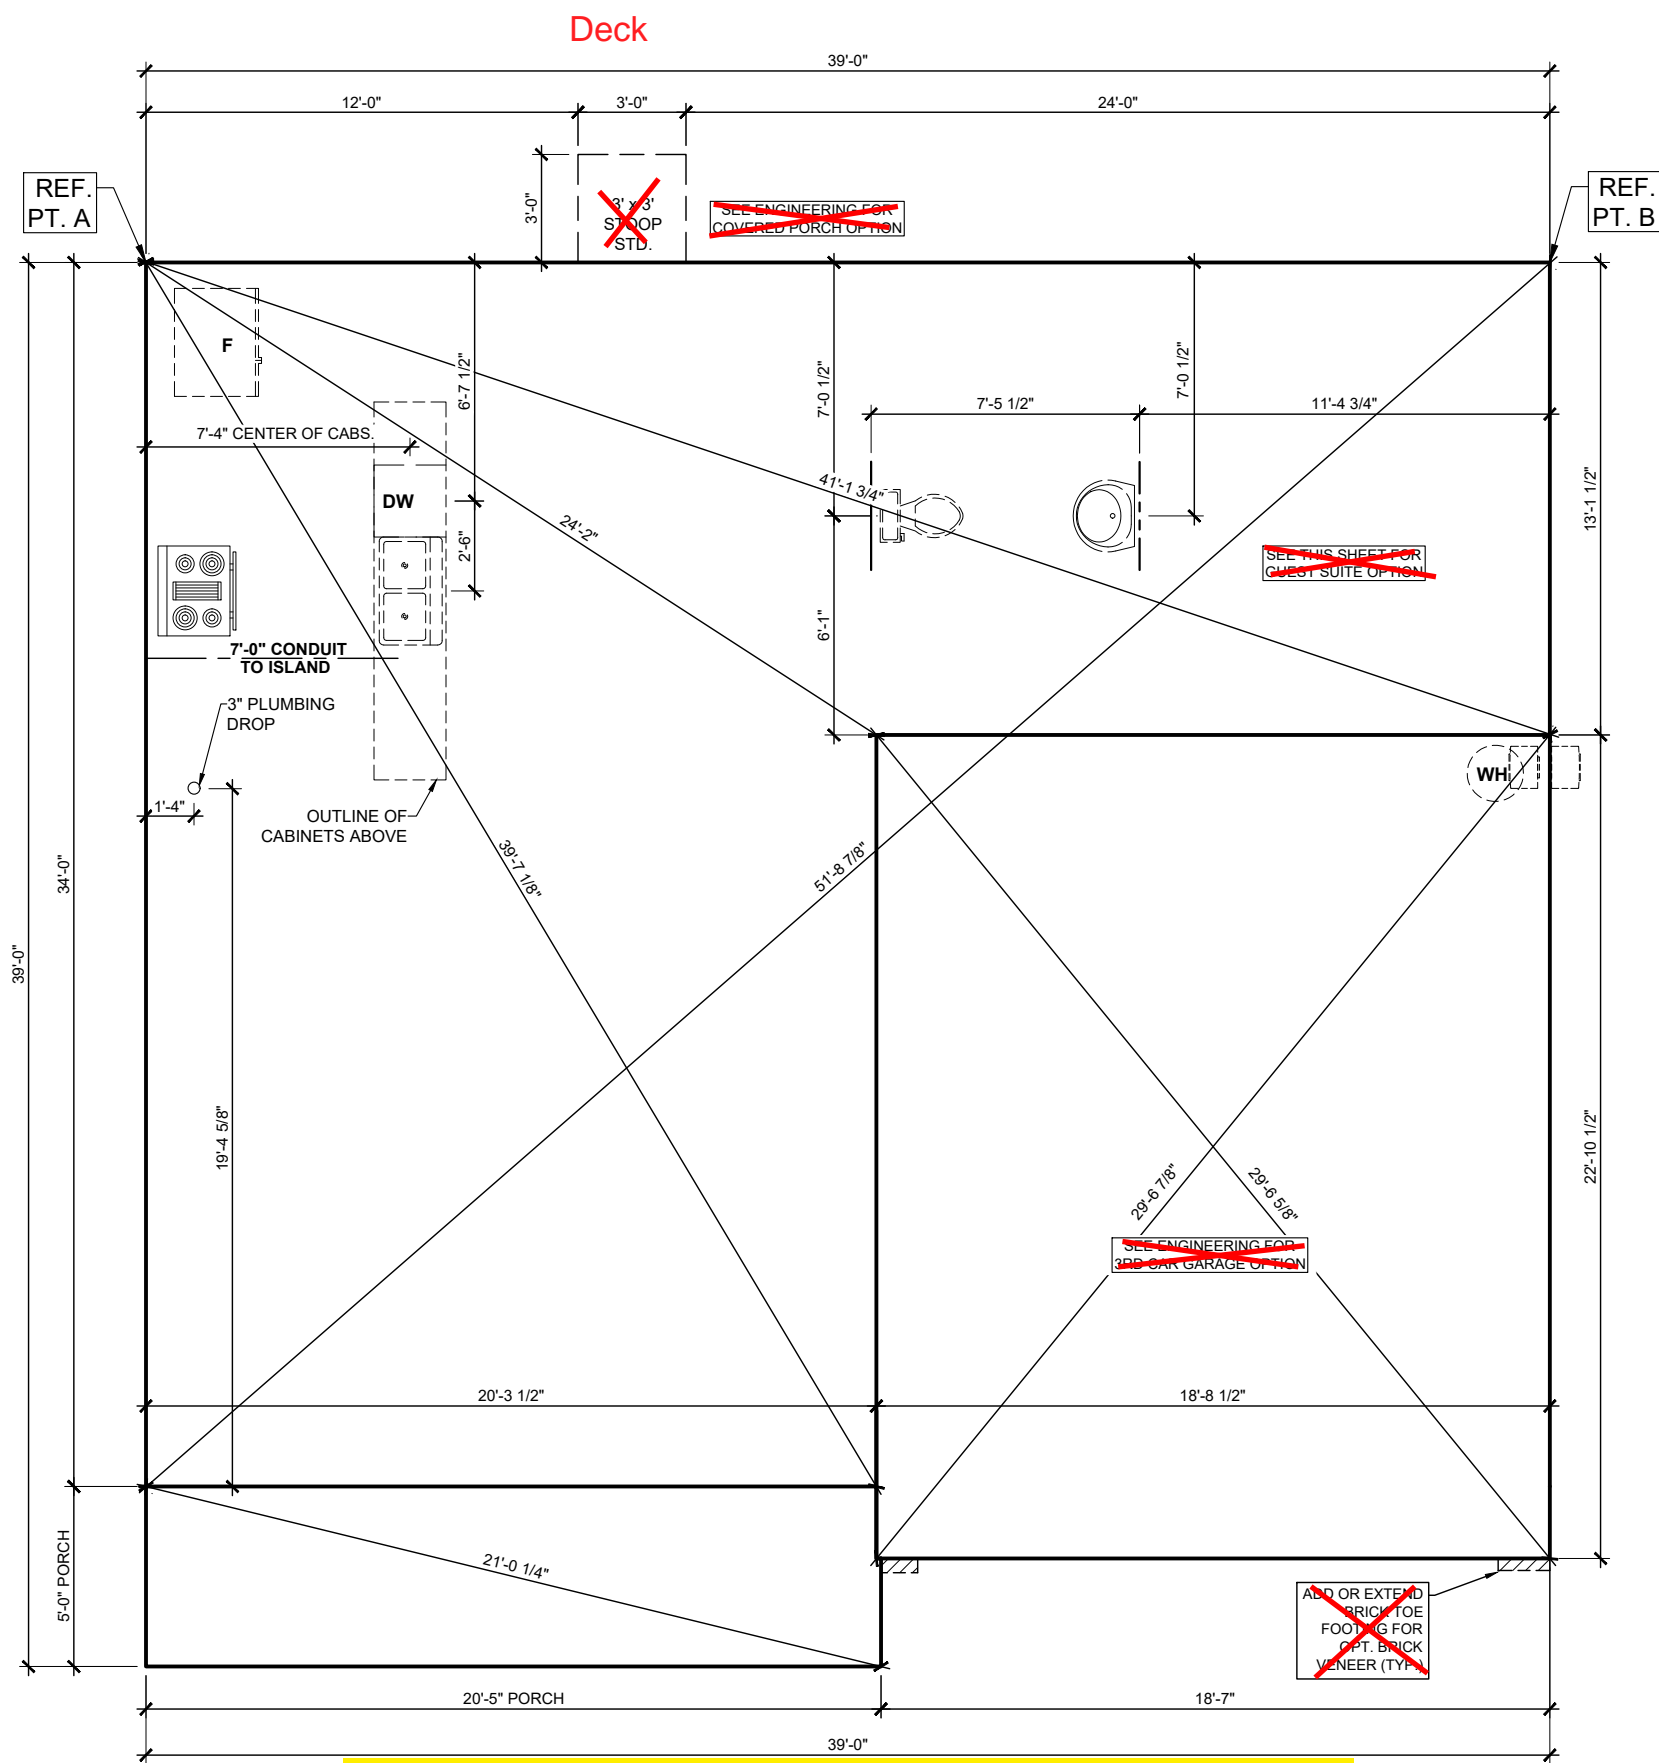 Deck
39'-0"
12'-0"
3'-0"
24'-0"
REF.
PT. A
3'-0"
3' x 3'
STOOP
STD.
SEE ENGINEERING FOR
COVERED PORCH OPTION
REF.
PT. B
F
6'-7 1/2"
7'-0 1/2"
7'-0 1/2"
7'-5 1/2"
11'-4 3/4"
7'-4" CENTER OF CABS.
DW
41'-1 3/4"
24'-2"
2'-6"
13'-1 1/2"
SEE THIS SHEET FOR
GUEST SUITE OPTION
6'-1"
7'-0" CONDUIT
TO ISLAND
3" PLUMBING
DROP
WH
1'-4"
OUTLINE OF
CABINETS ABOVE
39'-7 1/8"
51'-8 7/8"
34'-0"
39'-0"
19'-4 5/8"
22'-10 1/2"
29'-6 7/8"
29'-6 5/8"
SEE ENGINEERING FOR
3RD CAR GARAGE OPTION
20'-3 1/2"
18'-8 1/2"
5'-0" PORCH
21'-0 1/4"
ADD OR EXTEND
BRICK TOE
FOOTING FOR
OPT. BRICK
VENEER (TYP.)
20'-5" PORCH
18'-7"
39'-0"